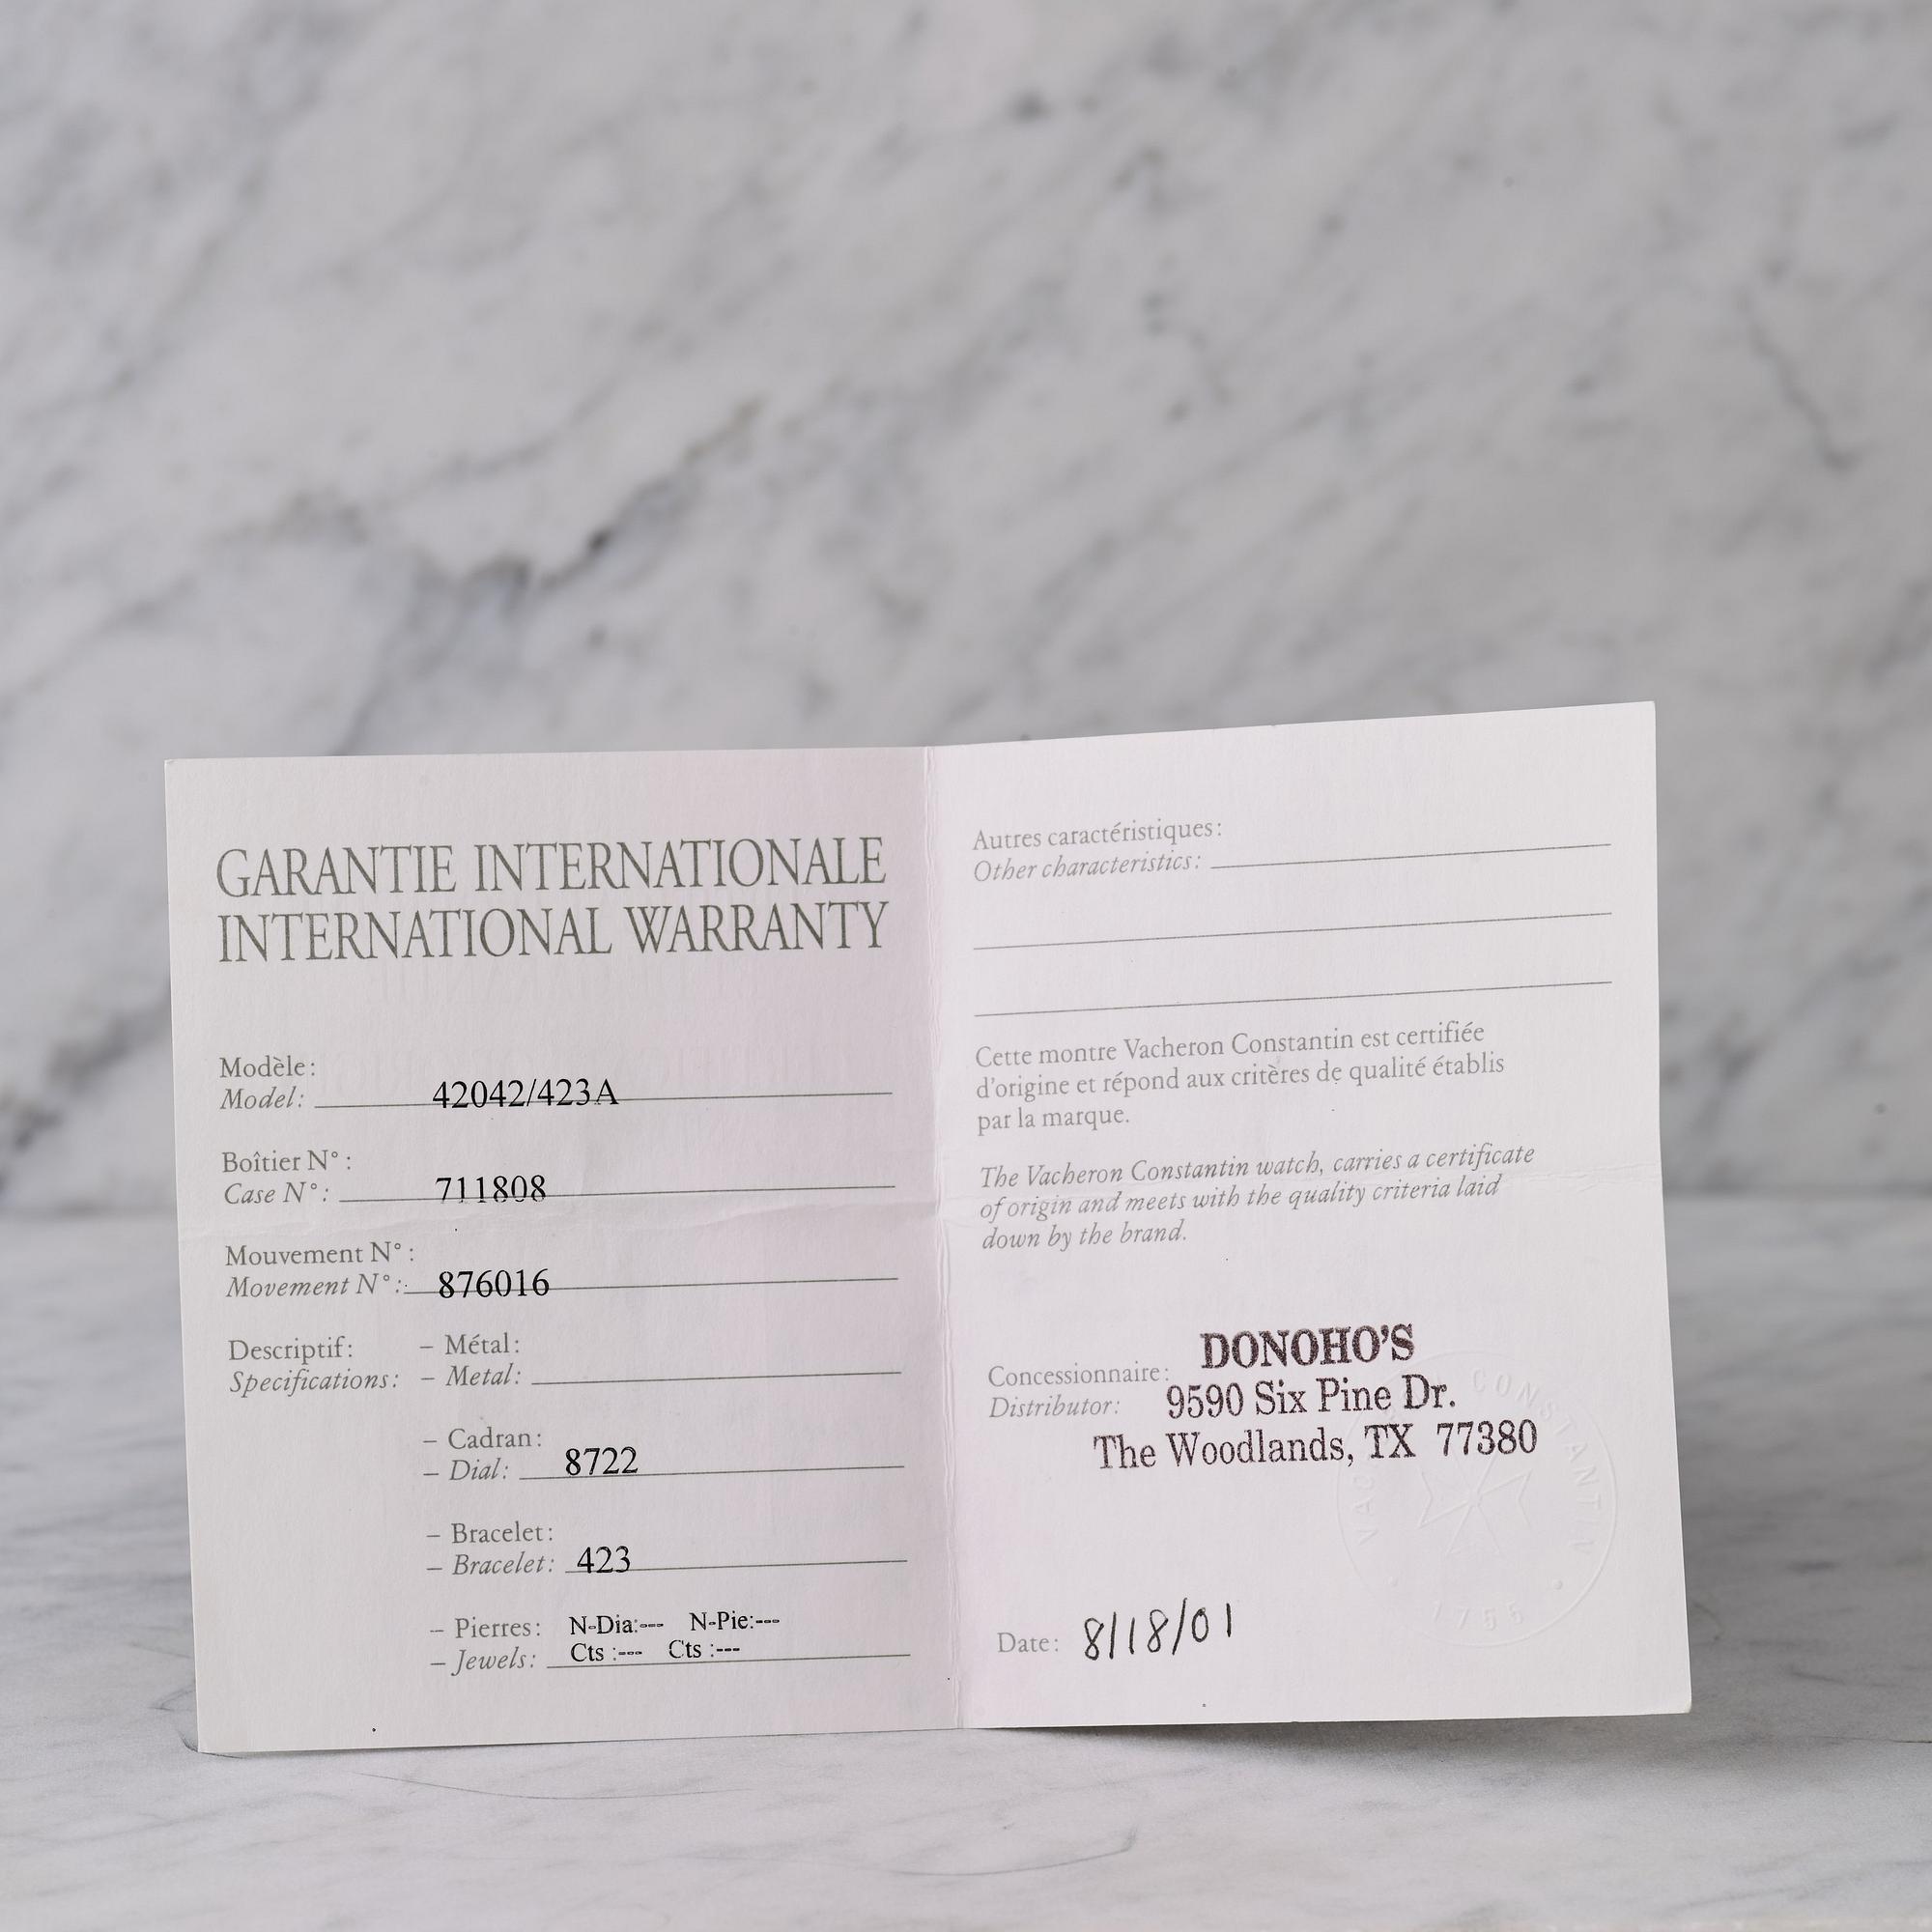 GARANTIE INTERNATIONALE
INTERNATIONAL WARRANTY
Modèle:
Model: 42042/423A
Boîtier N°:
Case N°: 711808
Mouvement N°:
Movement N°: 876016
Descriptif: – Métal:
Specifications: – Metal:
– Cadran:
– Dial: 8722
– Bracelet:
– Bracelet: 423
– Pierres: N-Dia:--- N-Pie:---
– Jewels: Cts :--- Cts :---
Autres caractéristiques:
Other characteristics:
Cette montre Vacheron Constantin est certifiée
d'origine et répond aux critères de qualité établis
par la marque.
The Vacheron Constantin watch, carries a certificate
of origin and meets with the quality criteria laid
down by the brand.
DONOHO'S
Concessionnaire:
Distributor: 9590 Six Pine Dr.
The Woodlands, TX 77380
Date: 8/18/01
CONSTANTIN
1755